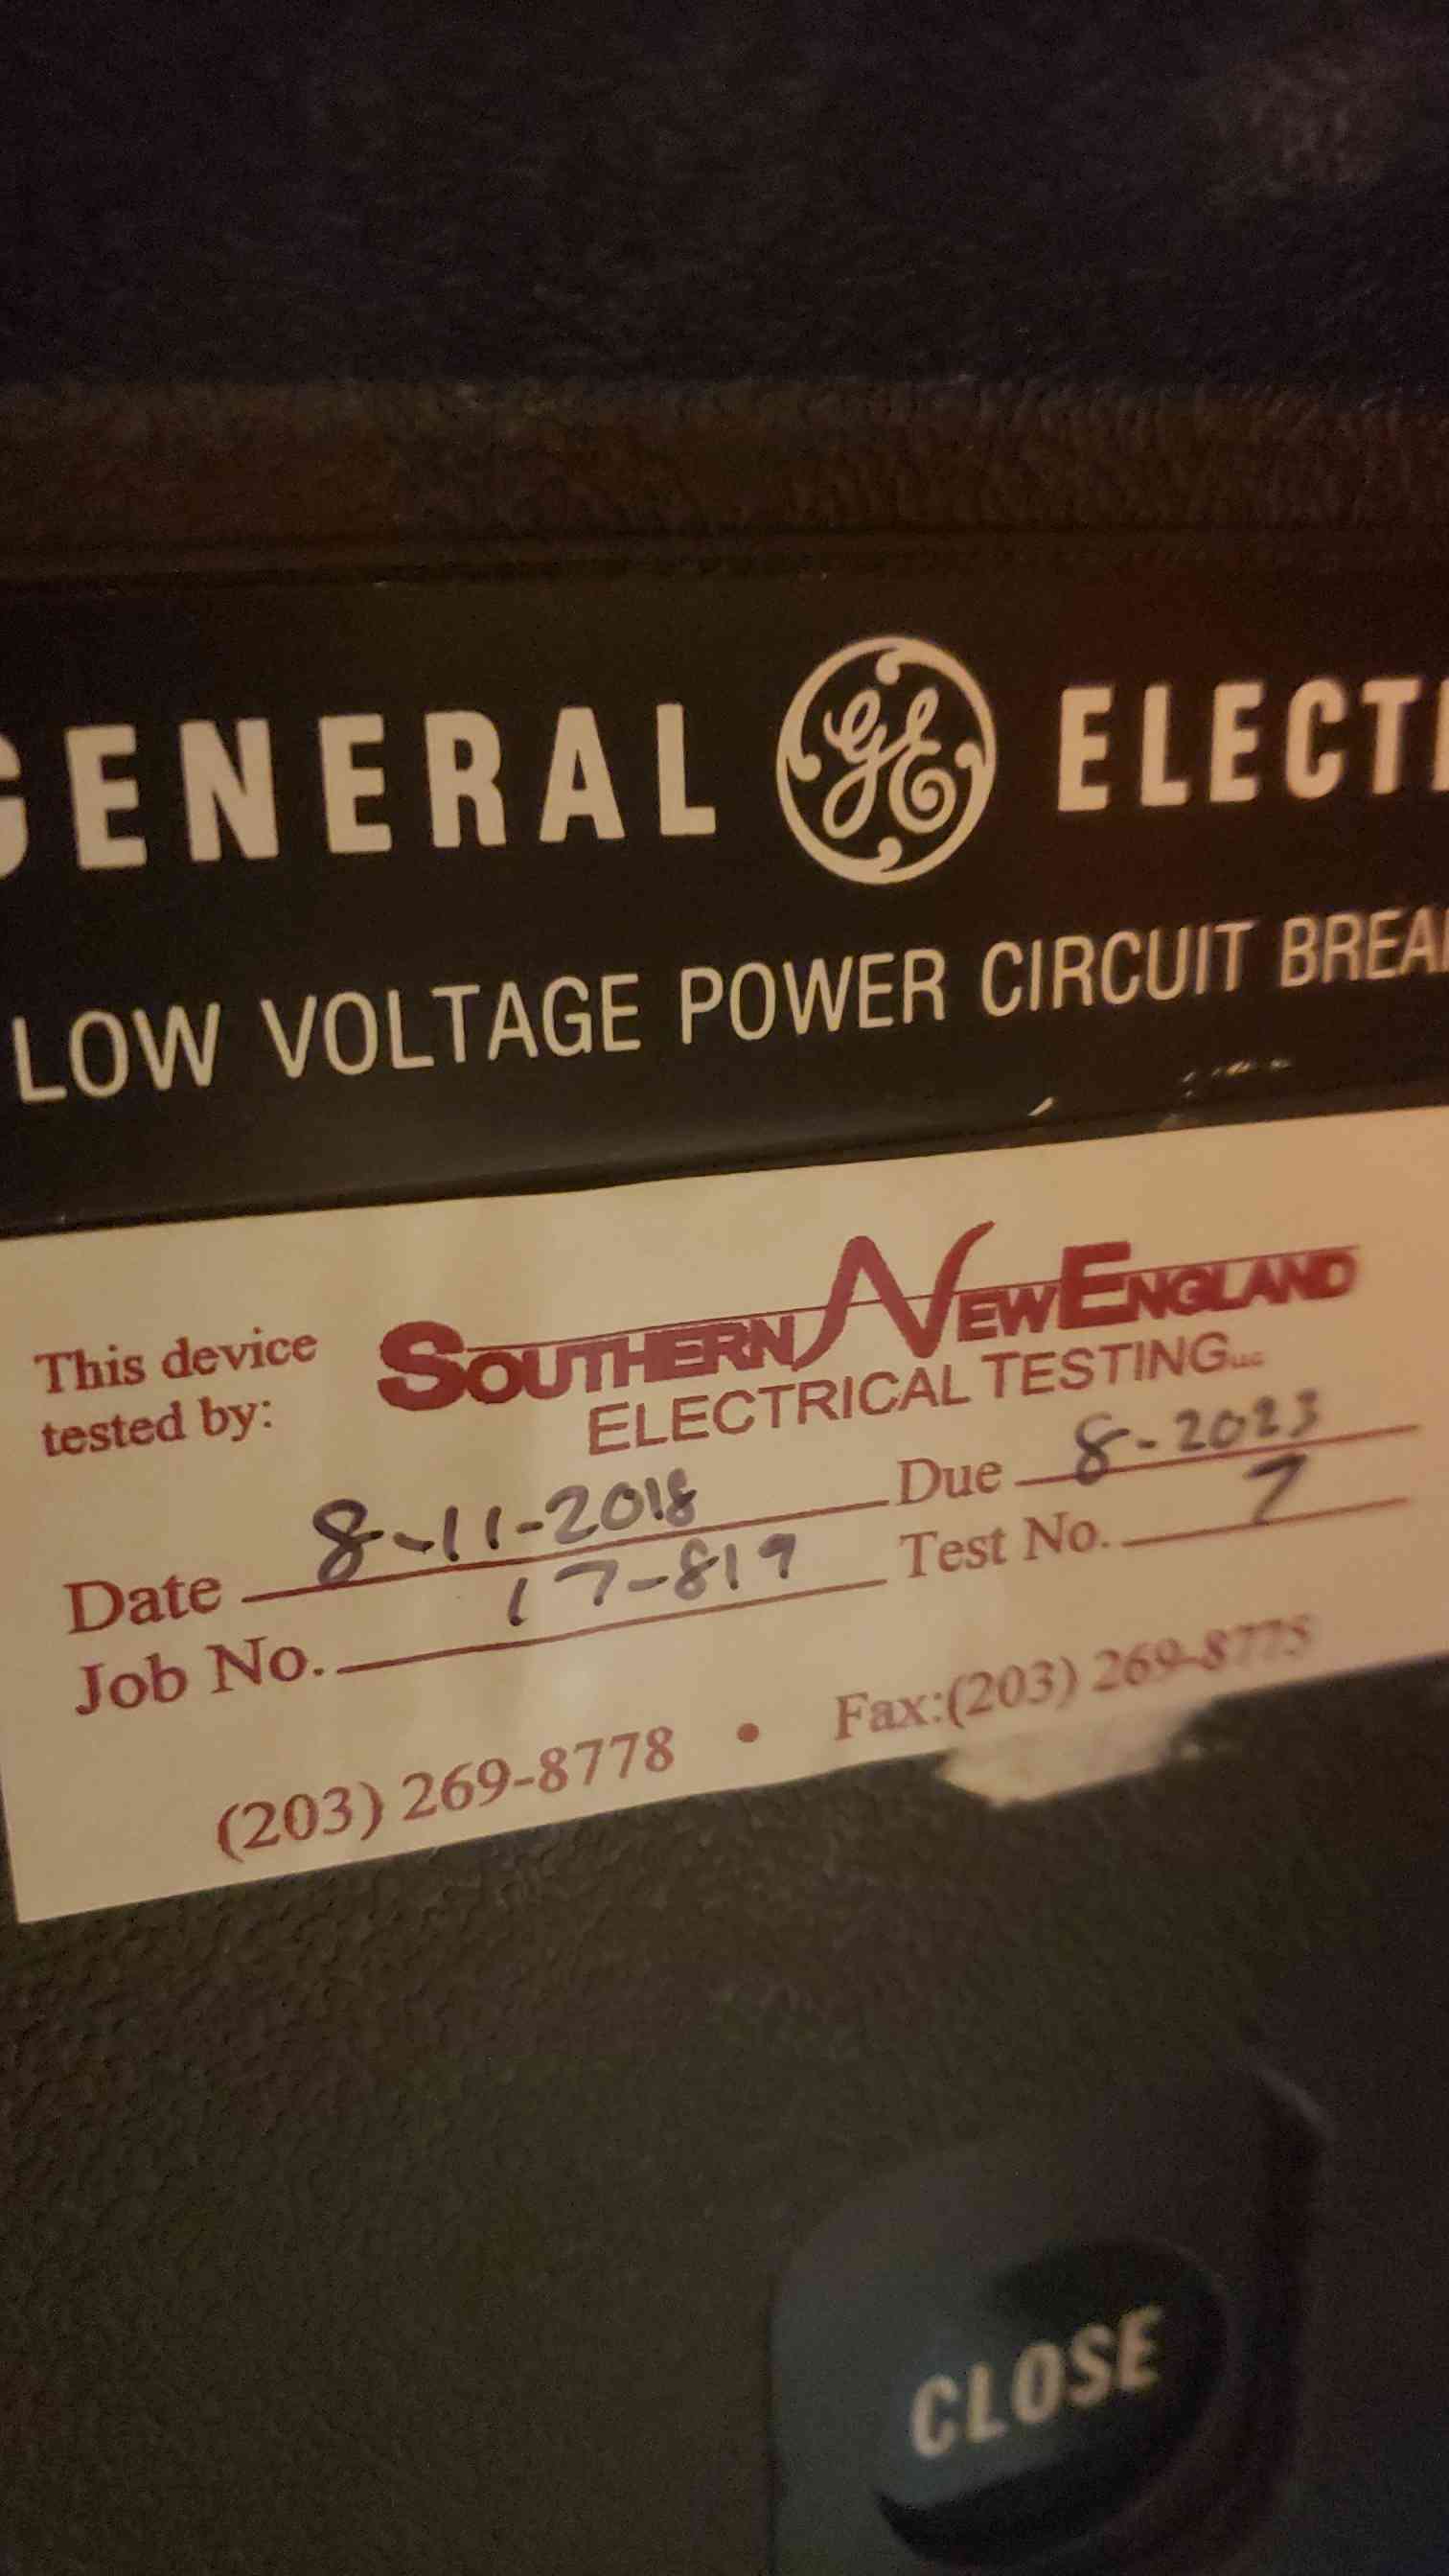 GENERAL GE ELECT
LOW VOLTAGE POWER CIRCUIT BREA
This device
tested by:
SOUTHERN NEW ENGLAND
ELECTRICAL TESTING LLC
Date 8-11-2018 Due 8-2023
Job No. 17-819 Test No. 7
(203) 269-8778 • Fax:(203) 269-8775
CLOSE